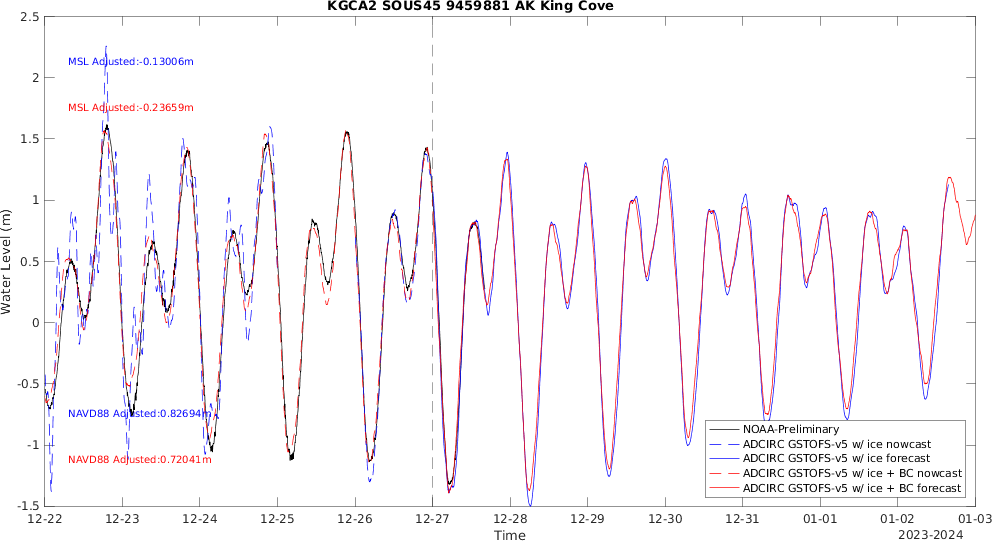 KGCA2 SOUS45 9459881 AK King Cove
2.5
2
1.5
1
0.5
0
-0.5
-1
-1.5
Water Level (m)
MSL Adjusted:-0.13006m
MSL Adjusted:-0.23659m
NAVD88 Adjusted:0.82694m
NAVD88 Adjusted:0.72041m
NOAA-Preliminary
ADCIRC GSTOFS-v5 w/ ice nowcast
ADCIRC GSTOFS-v5 w/ ice forecast
ADCIRC GSTOFS-v5 w/ ice + BC nowcast
ADCIRC GSTOFS-v5 w/ ice + BC forecast
12-22 12-23 12-24 12-25 12-26 12-27 12-28 12-29 12-30 12-31 01-01 01-02 01-03
Time
2023-2024